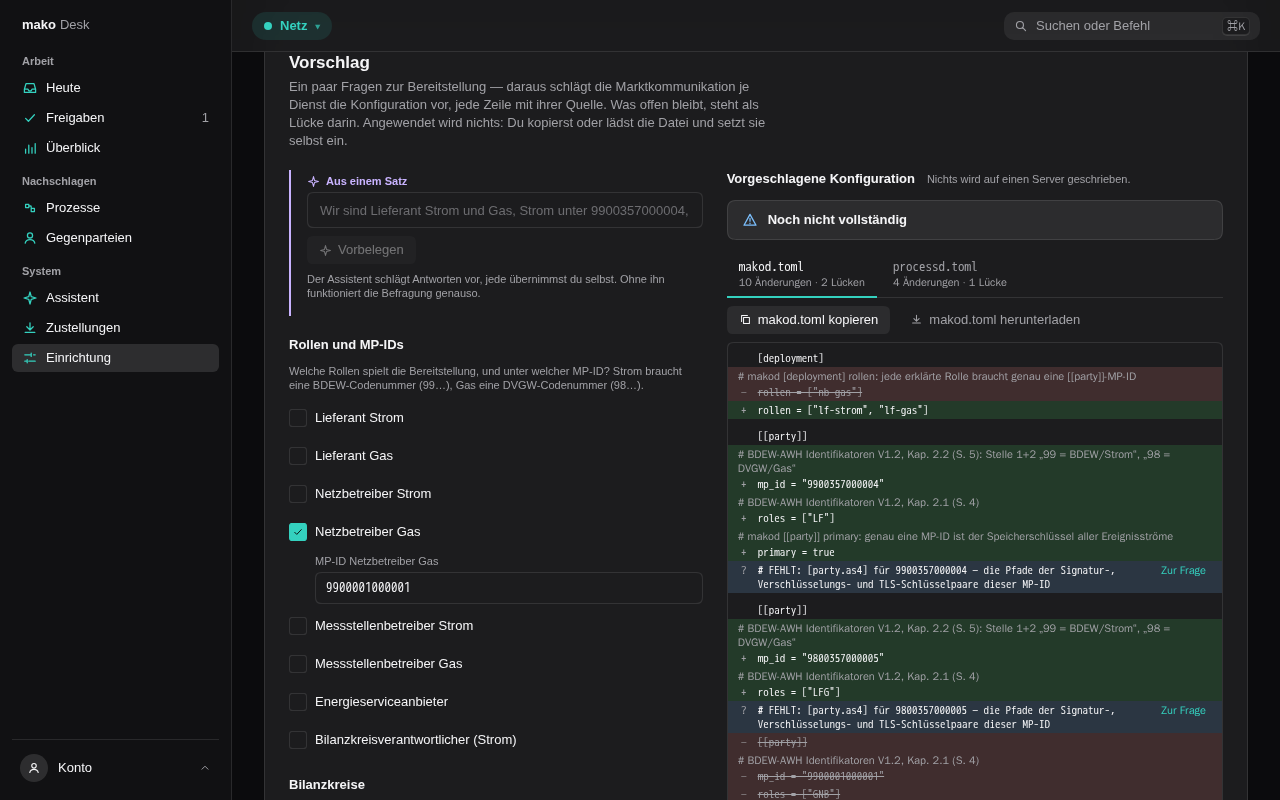 mako Desk
Arbeit
Heute
Freigaben 1
Überblick
Nachschlagen
Prozesse
Gegenparteien
System
Assistent
Zustellungen
Einrichtung
Konto
Netz
Suchen oder Befehl ⌘K
Vorschlag
Ein paar Fragen zur Bereitstellung — daraus schlägt die Marktkommunikation je
Dienst die Konfiguration vor, jede Zeile mit ihrer Quelle. Was offen bleibt, steht als
Lücke darin. Angewendet wird nichts: Du kopierst oder lädst die Datei und setzt sie
selbst ein.
Aus einem Satz
Wir sind Lieferant Strom und Gas, Strom unter 9900357000004,
Vorbelegen
Der Assistent schlägt Antworten vor, jede übernimmst du selbst. Ohne ihn
funktioniert die Befragung genauso.
Rollen und MP-IDs
Welche Rollen spielt die Bereitstellung, und unter welcher MP-ID? Strom braucht
eine BDEW-Codenummer (99…), Gas eine DVGW-Codenummer (98…).
Lieferant Strom
Lieferant Gas
Netzbetreiber Strom
Netzbetreiber Gas
MP-ID Netzbetreiber Gas
9900001000001
Messstellenbetreiber Strom
Messstellenbetreiber Gas
Energieserviceanbieter
Bilanzkreisverantwortlicher (Strom)
Bilanzkreise
Vorgeschlagene Konfiguration Nichts wird auf einen Server geschrieben.
Noch nicht vollständig
makod.toml
10 Änderungen · 2 Lücken
processd.toml
4 Änderungen · 1 Lücke
makod.toml kopieren
makod.toml herunterladen
[deployment]
# makod [deployment] rollen: jede erklärte Rolle braucht genau eine [[party]]-MP-ID
− rollen = ["nb-gas"]
+ rollen = ["lf-strom", "lf-gas"]
[[party]]
# BDEW-AWH Identifikatoren V1.2, Kap. 2.2 (S. 5): Stelle 1+2 „99 = BDEW/Strom", „98 =
DVGW/Gas"
+ mp_id = "9900357000004"
# BDEW-AWH Identifikatoren V1.2, Kap. 2.1 (S. 4)
+ roles = ["LF"]
# makod [[party]] primary: genau eine MP-ID ist der Speicherschlüssel aller Ereignisströme
+ primary = true
? # FEHLT: [party.as4] für 9900357000004 — die Pfade der Signatur-, Zur Frage
Verschlüsselungs- und TLS-Schlüsselpaare dieser MP-ID
[[party]]
# BDEW-AWH Identifikatoren V1.2, Kap. 2.2 (S. 5): Stelle 1+2 „99 = BDEW/Strom", „98 =
DVGW/Gas"
+ mp_id = "9800357000005"
# BDEW-AWH Identifikatoren V1.2, Kap. 2.1 (S. 4)
+ roles = ["LFG"]
? # FEHLT: [party.as4] für 9800357000005 — die Pfade der Signatur-, Zur Frage
Verschlüsselungs- und TLS-Schlüsselpaare dieser MP-ID
− [[party]]
# BDEW-AWH Identifikatoren V1.2, Kap. 2.1 (S. 4)
− mp_id = "9900001000001"
− roles = ["GNB"]